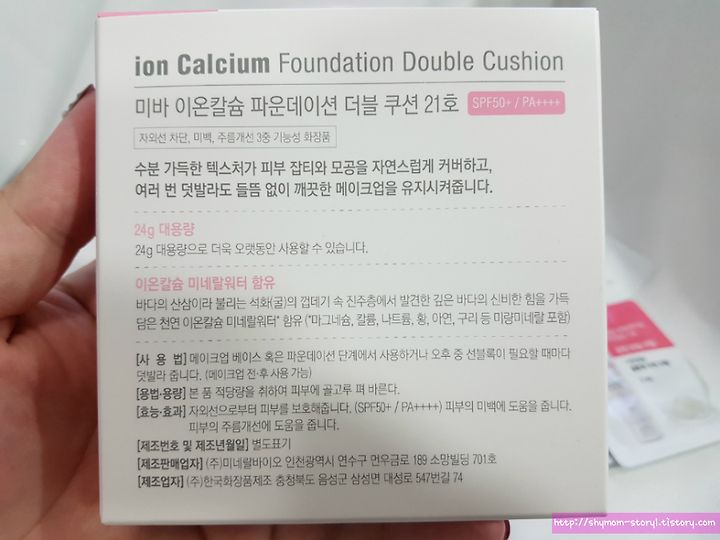 ion Calcium Foundation Double Cushion
미바 이온칼슘 파운데이션 더블 쿠션 21호 SPF50+ / PA++++
자외선 차단, 미백, 주름개선 3중 기능성 화장품
수분 가득한 텍스처가 피부 잡티와 모공을 자연스럽게 커버하고,
여러 번 덧발라도 들뜸 없이 깨끗한 메이크업을 유지시켜줍니다.
24g 대용량
24g 대용량으로 더욱 오랫동안 사용할 수 있습니다.
이온칼슘 미네랄워터 함유
바다의 산삼이라 불리는 석화(굴)의 껍데기 속 진주층에서 발견한 깊은 바다의 신비한 힘을 가득
담은 천연 이온칼슘 미네랄워터* 함유 (*마그네슘, 칼륨, 나트륨, 황, 아연, 구리 등 미량미네랄 포함)
[사 용 법] 메이크업 베이스 혹은 파운데이션 단계에서 사용하거나 오후 중 선블록이 필요할 때마다
덧발라 줍니다. (메이크업 전·후 사용 가능)
[용법·용량] 본 품 적당량을 취하여 피부에 골고루 펴 바른다.
[효능·효과] 자외선으로부터 피부를 보호해줍니다. (SPF50+ / PA++++) 피부의 미백에 도움을 줍니다.
피부의 주름개선에 도움을 줍니다.
[제조번호 및 제조년월일] 별도표기
[제조판매업자] (주)미네랄바이오 인천광역시 연수구 먼우금로 189 소망빌딩 701호
[제조업자] (주)한국화장품제조 충청북도 음성군 삼성면 대성로 547번길 74
http://shymom-story1.tistory.com